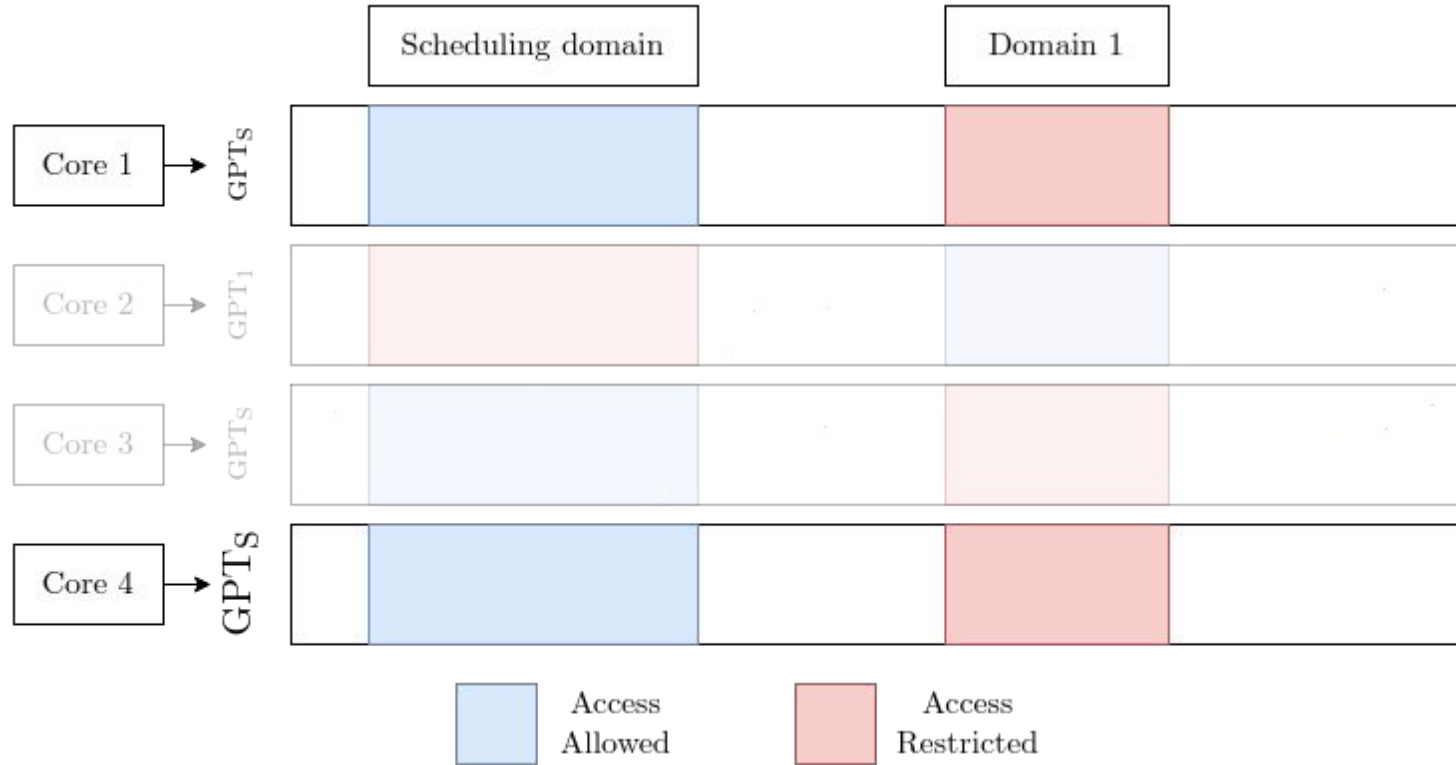 Scheduling domain
Domain 1
Core 1
GPTS
Core 2
GPT1
Core 3
GPTS
Core 4
GPTS
Access
Allowed
Access
Restricted